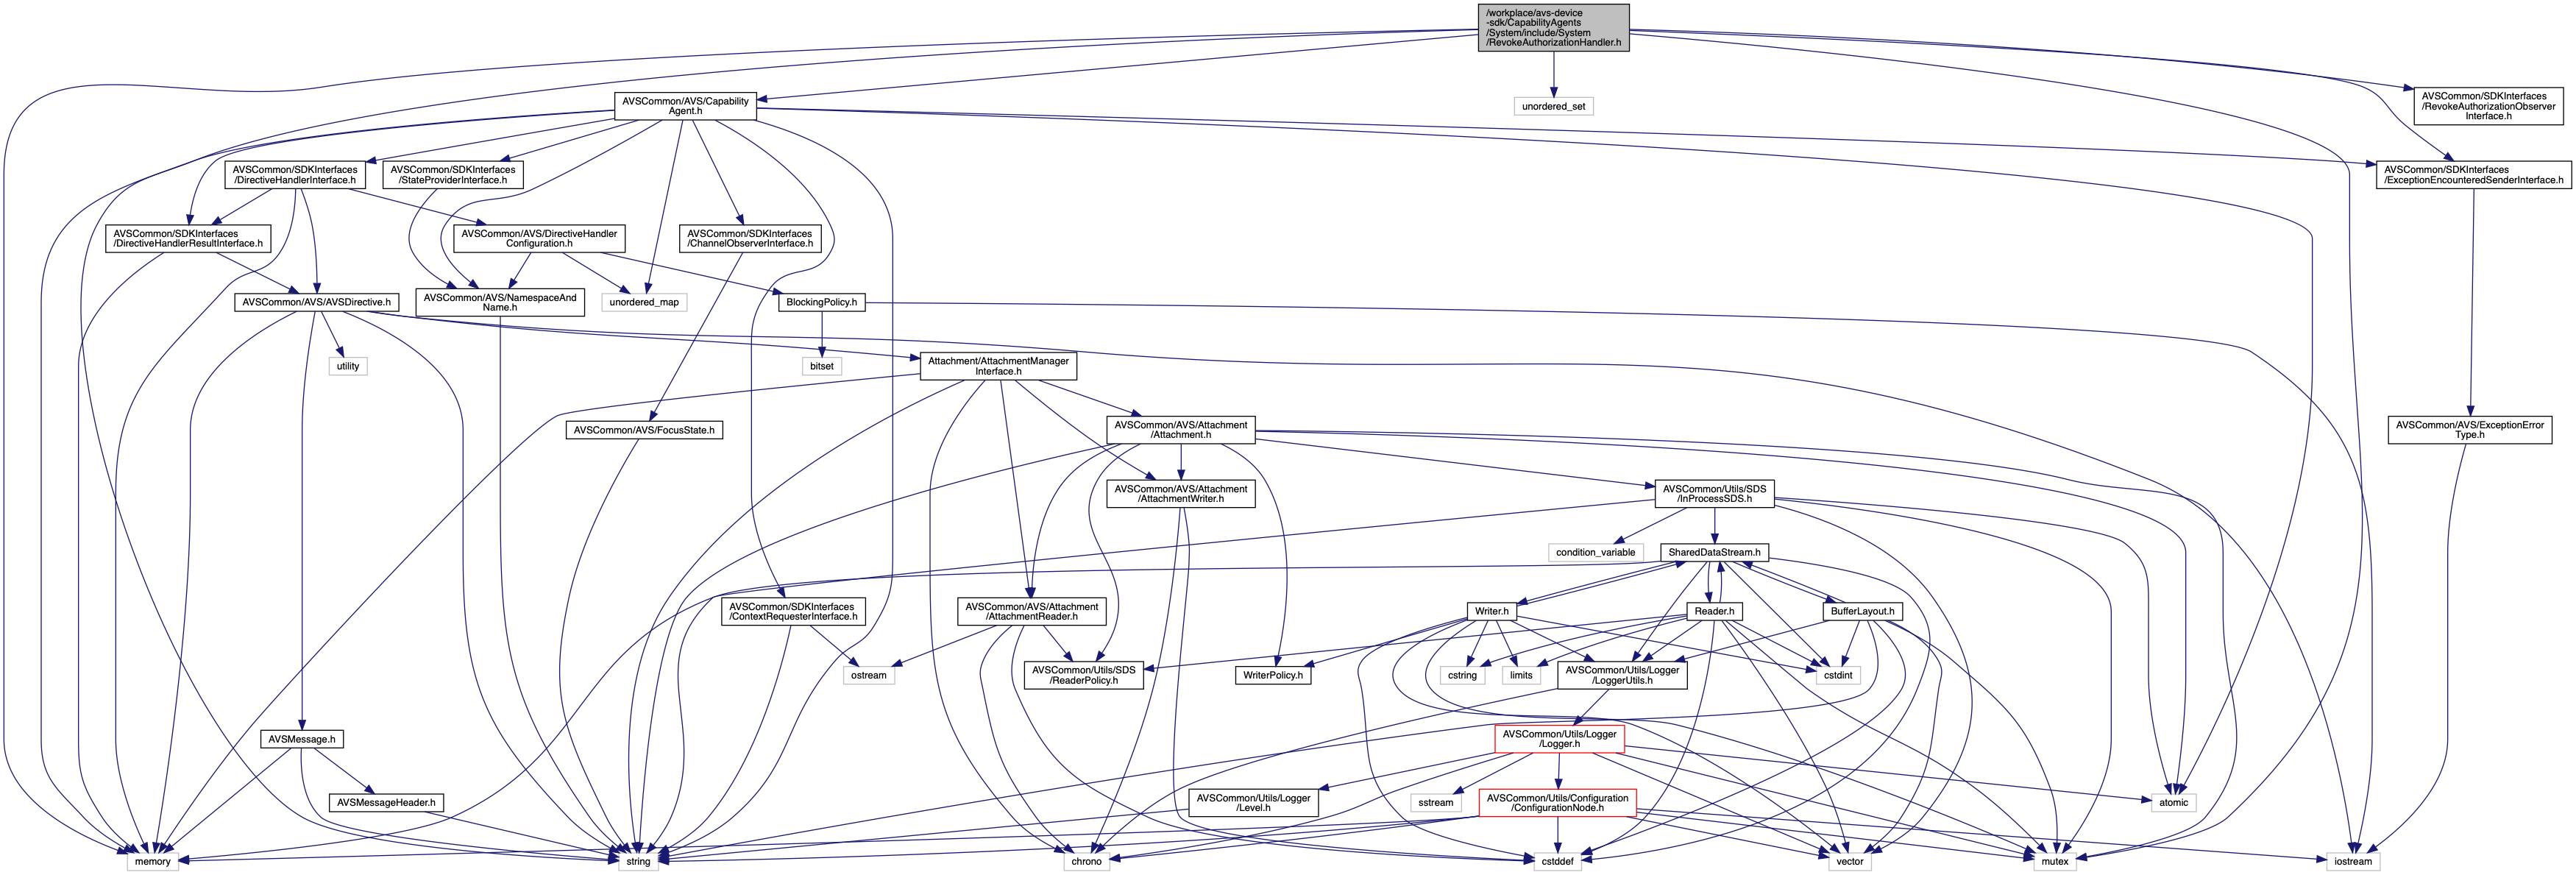 /workplace/avs-device
-sdk/CapabilityAgents
/System/include/System
/RevokeAuthorizationHandler.h
AVSCommon/AVS/Capability
Agent.h
unordered_set
AVSCommon/SDKInterfaces
/RevokeAuthorizationObserver
Interface.h
AVSCommon/SDKInterfaces
/DirectiveHandlerInterface.h
AVSCommon/SDKInterfaces
/StateProviderInterface.h
AVSCommon/SDKInterfaces
/ExceptionEncounteredSenderInterface.h
AVSCommon/SDKInterfaces
/DirectiveHandlerResultInterface.h
AVSCommon/AVS/DirectiveHandler
Configuration.h
AVSCommon/SDKInterfaces
/ChannelObserverInterface.h
AVSCommon/AVS/AVSDirective.h
AVSCommon/AVS/NamespaceAnd
Name.h
unordered_map
BlockingPolicy.h
utility
Attachment/AttachmentManager
Interface.h
bitset
AVSCommon/AVS/FocusState.h
AVSCommon/AVS/Attachment
/Attachment.h
AVSCommon/AVS/ExceptionError
Type.h
AVSCommon/AVS/Attachment
/AttachmentWriter.h
AVSCommon/Utils/SDS
/InProcessSDS.h
condition_variable
SharedDataStream.h
AVSCommon/SDKInterfaces
/ContextRequesterInterface.h
AVSCommon/AVS/Attachment
/AttachmentReader.h
Writer.h
Reader.h
BufferLayout.h
ostream
AVSCommon/Utils/SDS
/ReaderPolicy.h
WriterPolicy.h
cstring
limits
AVSCommon/Utils/Logger
/LoggerUtils.h
cstdint
AVSMessage.h
AVSCommon/Utils/Logger
/Logger.h
AVSMessageHeader.h
AVSCommon/Utils/Logger
/Level.h
sstream
AVSCommon/Utils/Configuration
/ConfigurationNode.h
atomic
memory
string
chrono
cstddef
vector
mutex
iostream